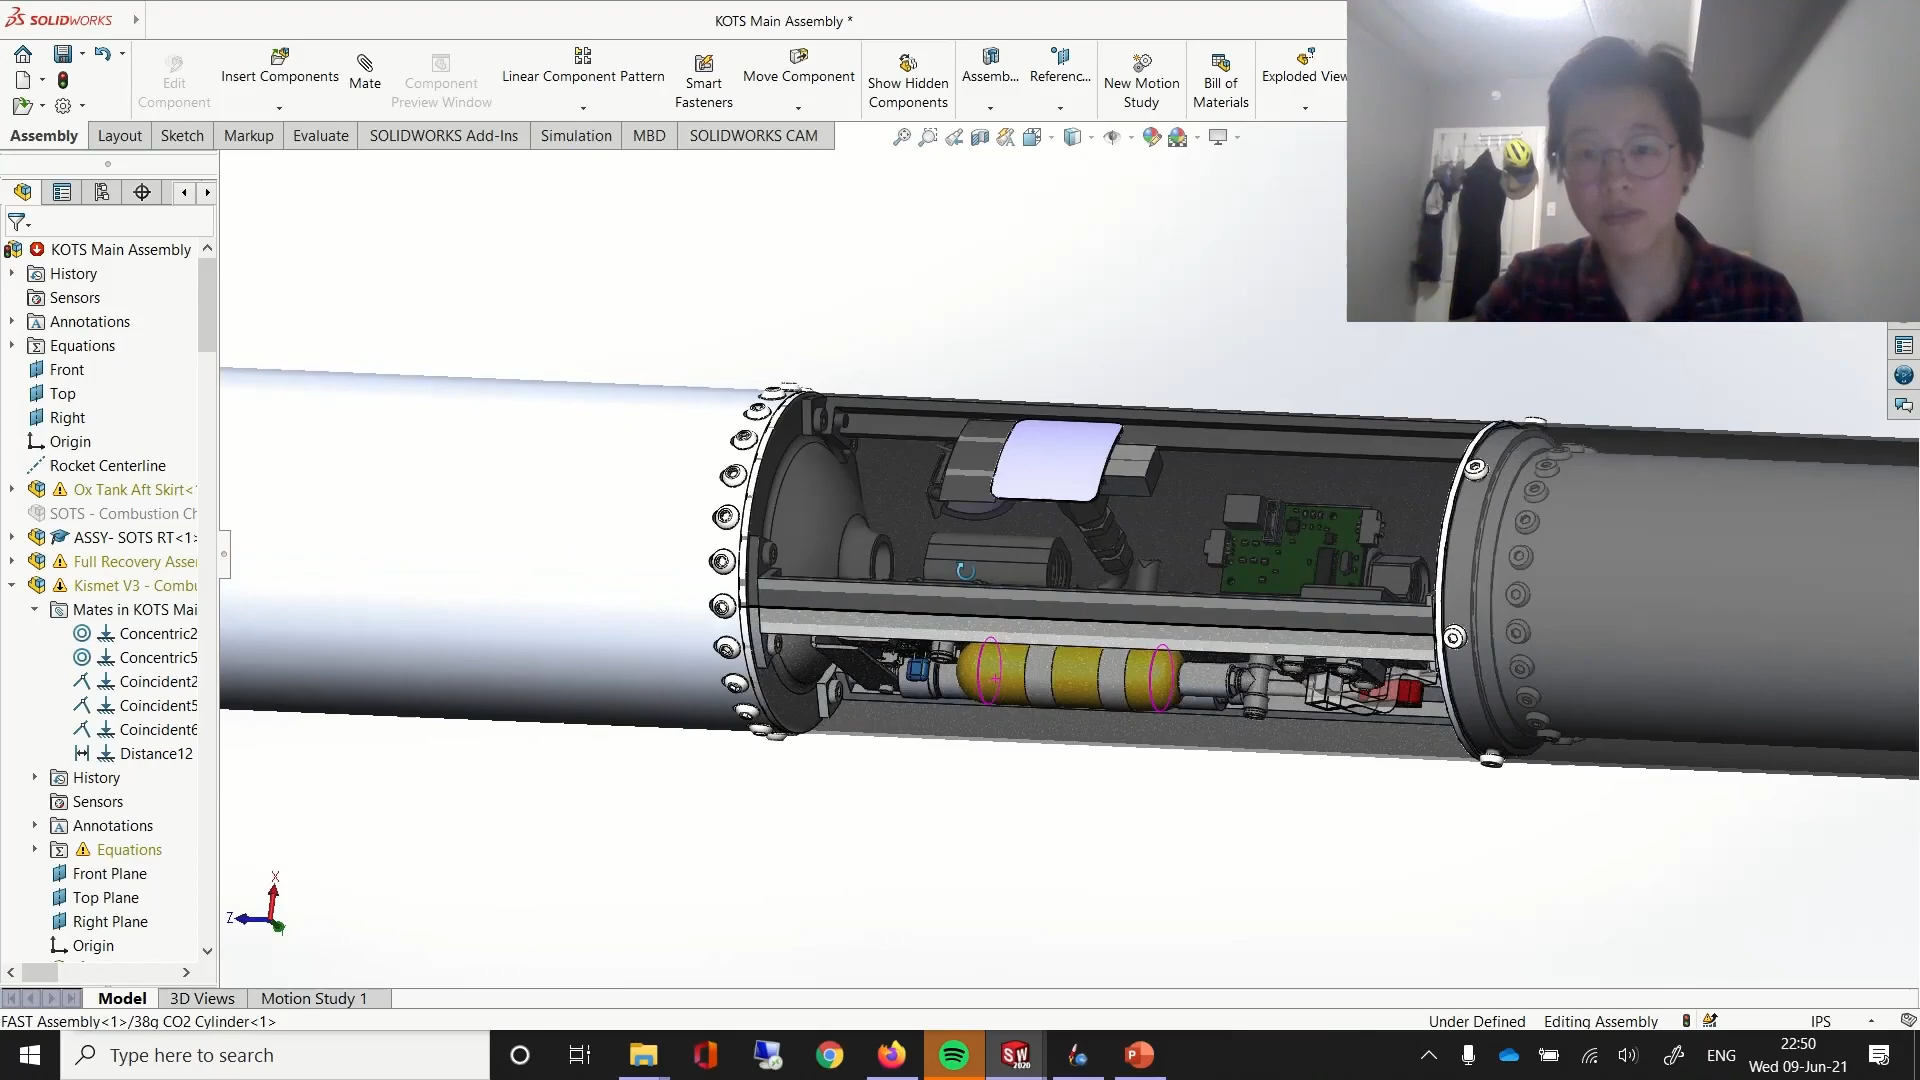 SOLIDWORKS
KOTS Main Assembly *
Edit Component
Insert Components
Mate
Component Preview Window
Linear Component Pattern
Smart Fasteners
Move Component
Show Hidden Components
Assemb...
Referenc...
New Motion Study
Bill of Materials
Exploded View
Assembly
Layout
Sketch
Markup
Evaluate
SOLIDWORKS Add-Ins
Simulation
MBD
SOLIDWORKS CAM
KOTS Main Assembly
History
Sensors
Annotations
Equations
Front
Top
Right
Origin
Rocket Centerline
Ox Tank Aft Skirt<
SOTS - Combustion Ch
ASSY- SOTS RT<1>
Full Recovery Asse
Kismet V3 - Combu
Mates in KOTS Mai
Concentric2
Concentric5
Coincident2
Coincident5
Coincident6
Distance12
History
Sensors
Annotations
Equations
Front Plane
Top Plane
Right Plane
Origin
X
Z
Model
3D Views
Motion Study 1
FAST Assembly<1>/38g CO2 Cylinder<1>
Under Defined
Editing Assembly
IPS
Type here to search
SW
2020
ENG
22:50
Wed 09-Jun-21